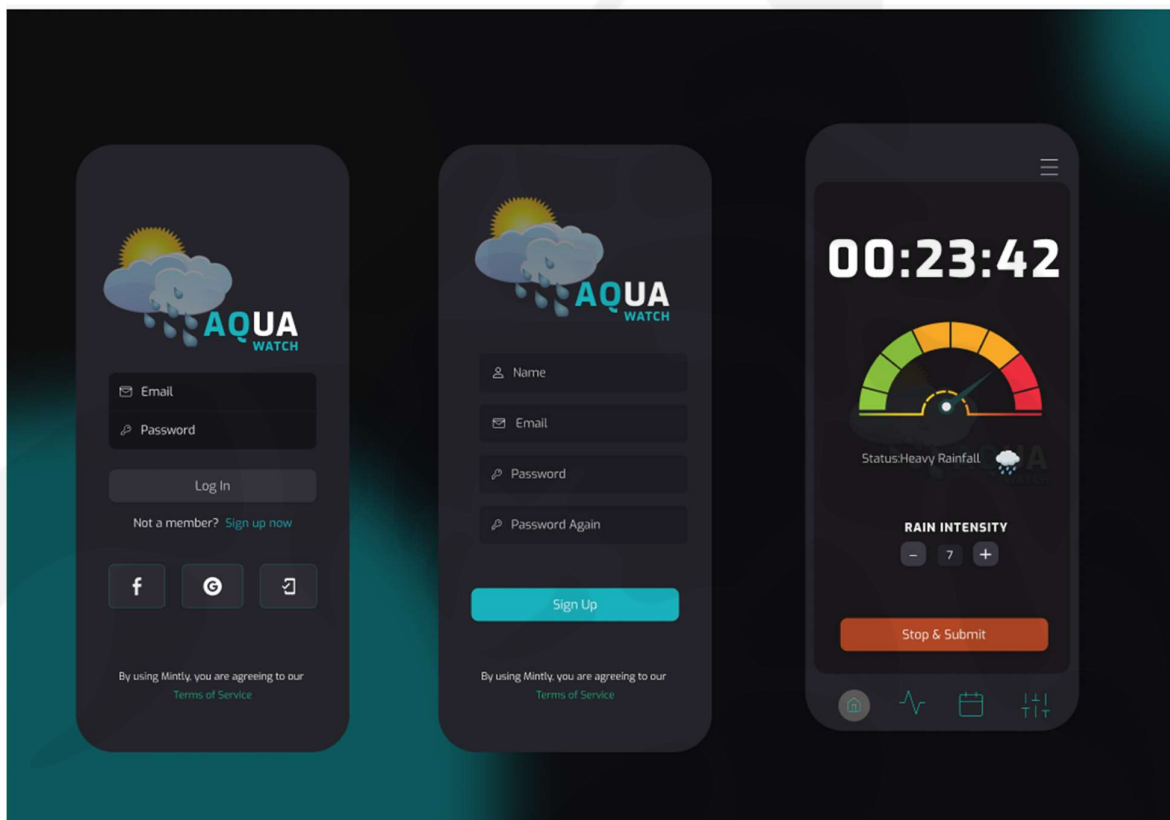 AQUA
WATCH
Email
Password
Log In
Not a member? Sign up now
By using Mintly, you are agreeing to our
Terms of Service
AQUA
WATCH
Name
Email
Password
Password Again
Sign Up
By using Mintly, you are agreeing to our
Terms of Service
00:23:42
Status:Heavy Rainfall
RAIN INTENSITY
- 7 +
Stop & Submit